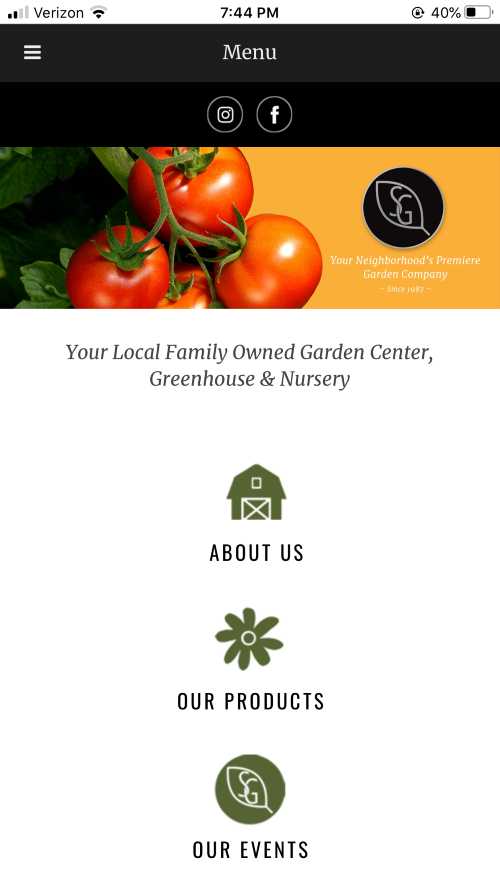 Verizon 7:44 PM 40%
Menu
SG
Your Neighborhood's Premiere
Garden Company
~ Since 1987 ~
Your Local Family Owned Garden Center,
Greenhouse & Nursery
ABOUT US
OUR PRODUCTS
SG
OUR EVENTS